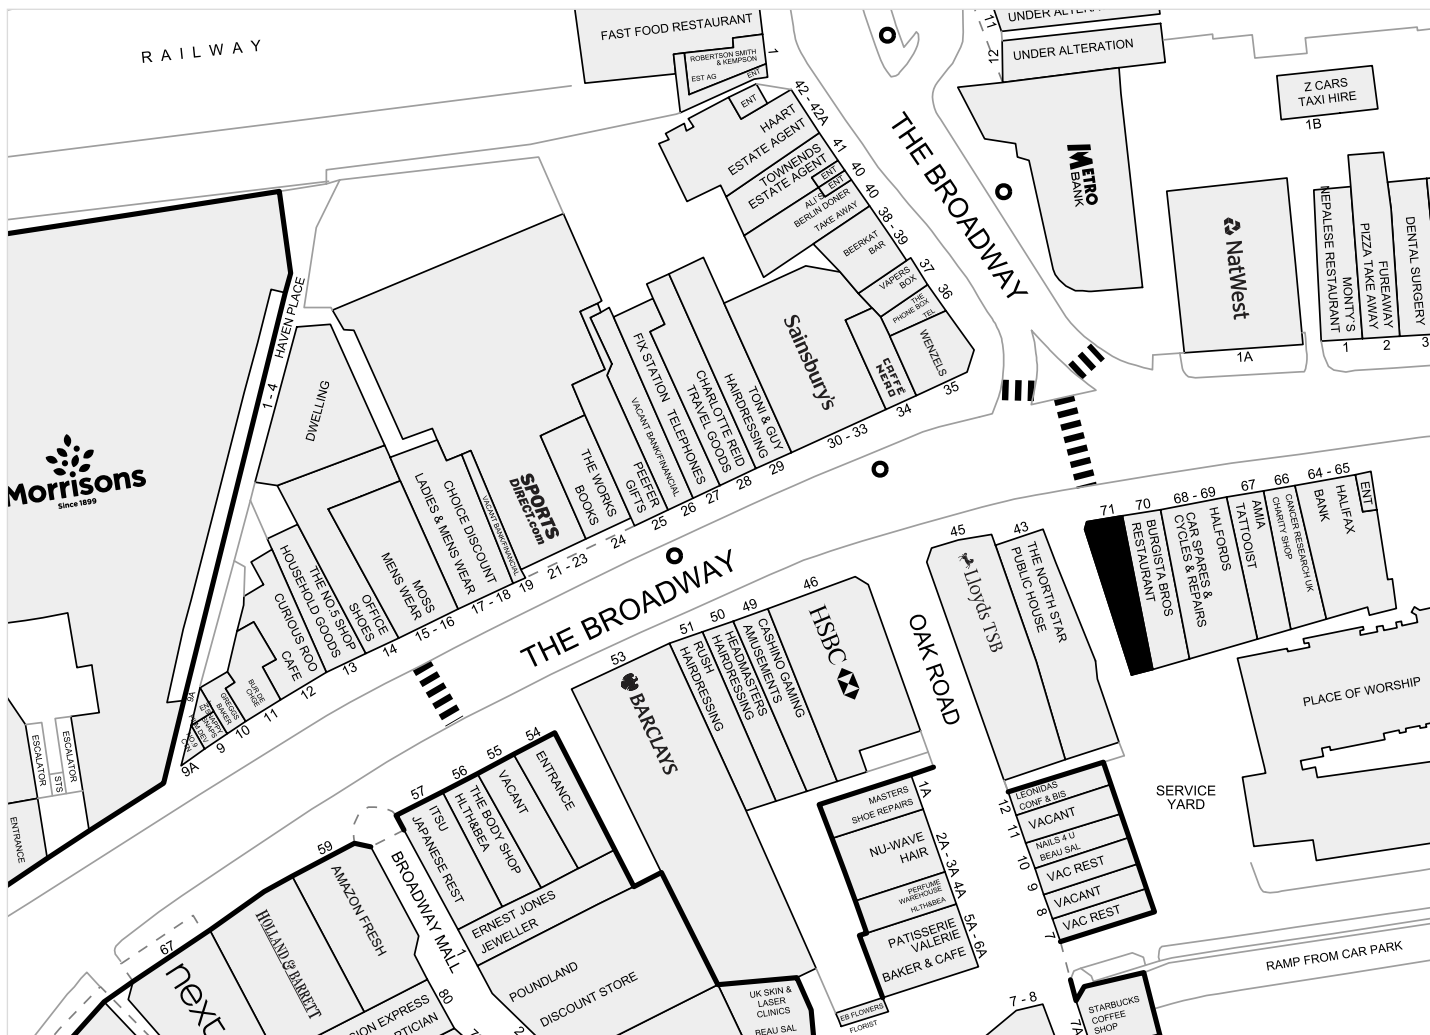 RAILWAY
FAST FOOD RESTAURANT
ROBERTSON SMITH
& KEMPSON
EST AG
ENT
1
11
UNDER ALTERATION
12
Z CARS
TAXI HIRE
1B
METRO
BANK
NatWest
1A
NEPALESE RESTAURANT
MONTY'S
1
PIZZA TAKE AWAY
FUREAWAY
2
DENTAL SURGERY
3
THE BROADWAY
42 - 42A
ENT
HAART
ESTATE AGENT
41
TOWNENDS
ESTATE AGENT
40
ENT
40
ENT
ALI'S
BERLIN DONER
TAKE AWAY
38 - 39
BEERKAT
BAR
37
VAPERS
BOX
36
THE
PHONE BOX
TEL
WENZELS
35
CAFFÈ
NERO
34
Sainsbury's
30 - 33
TONI & GUY
HAIRDRESSING
29
CHARLOTTE REID
TRAVEL GOODS
28
FIX STATION TELEPHONES
27
VACANT BANK/FINANCIAL
26
PEEFER
GIFTS
25
THE WORKS
BOOKS
24
SPORTS
DIRECT.com
21 - 23
VACANT BANK/FINANCIAL
19
CHOICE DISCOUNT
LADIES & MENS WEAR
17 - 18
MOSS
MENS WEAR
15 - 16
OFFICE
SHOES
14
THE NO.5 SHOP
HOUSEHOLD GOODS
13
CURIOUS ROO
CAFE
12
BUR DE
CHGE
11
GREGGS
BAKER
10
SNAPPY
SNAPS
9
9A
9A
DWELLING
HAVEN PLACE
1 - 4
Morrisons
Since 1899
ESCALATOR
STS
ESCALATOR
ENTRANCE
THE BROADWAY
71
70
BURGISTA BROS
RESTAURANT
68 - 69
HALFORDS
CAR SPARES &
CYCLES & REPAIRS
67
AMIA
TATTOOIST
66
CANCER RESEARCH UK
CHARITY SHOP
64 - 65
HALIFAX
BANK
ENT
PLACE OF WORSHIP
SERVICE
YARD
RAMP FROM CAR PARK
45
Lloyds TSB
43
THE NORTH STAR
PUBLIC HOUSE
OAK ROAD
46
HSBC
49
CASHINO GAMING
AMUSEMENTS
50
HEADMASTERS
HAIRDRESSING
51
RUSH
HAIRDRESSING
53
BARCLAYS
54
ENTRANCE
55
VACANT
56
THE BODY SHOP
HLTH&BEA
57
ITSU
JAPANESE REST
ERNEST JONES
JEWELLER
1
POUNDLAND
DISCOUNT STORE
2
BROADWAY MALL
59
AMAZON FRESH
HOLLAND & BARRETT
67
next
80
MASTERS
SHOE REPAIRS
1A
NU-WAVE
HAIR
2A - 3A
PERFUME
WAREHOUSE
HLTH&BEA
4A
PATISSERIE
VALERIE
BAKER & CAFE
5A - 6A
EB FLOWERS
FLORIST
UK SKIN &
LASER
CLINICS
BEAU SAL
12
LEONIDAS
CONF & BIS
11
VACANT
10
NAILS 4 U
BEAU SAL
9
VAC REST
8
VACANT
7
VAC REST
7 - 8
7A
STARBUCKS
COFFEE
SHOP